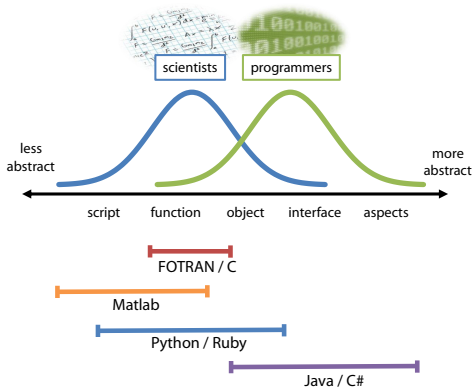 scientists
programmers
less
abstract
more
abstract
script
function
object
interface
aspects
FOTRAN / C
Matlab
Python / Ruby
Java / C#